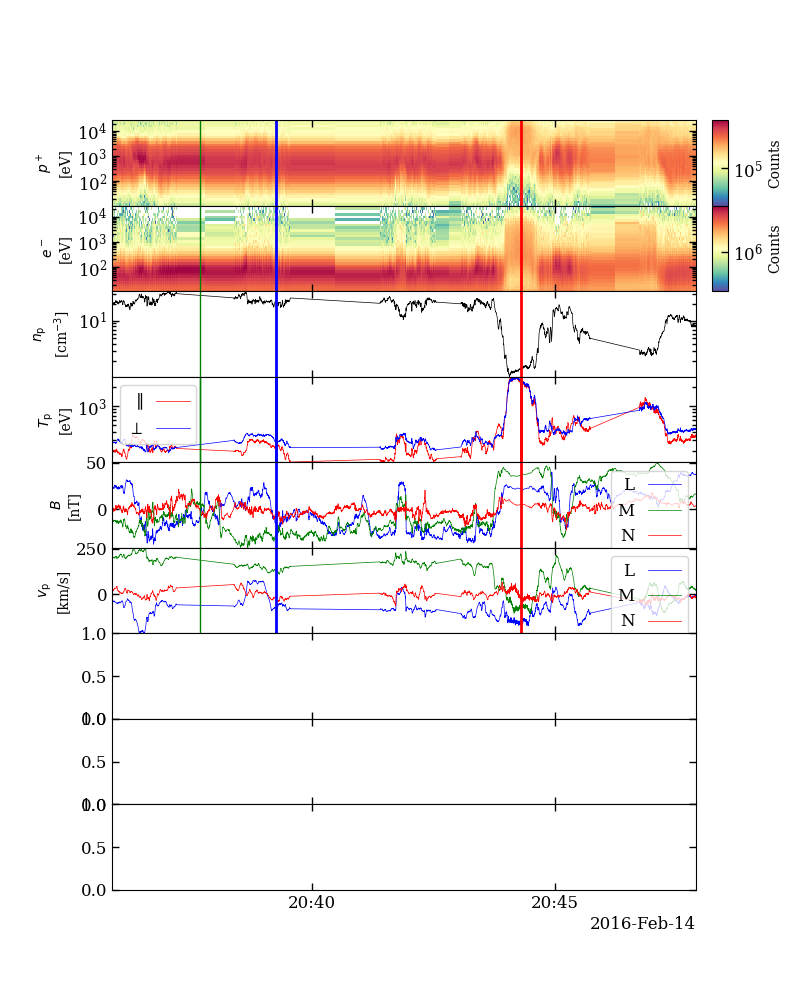 10^4
10^3
10^2
p^+
[eV]
10^5
Counts
10^4
10^3
10^2
e^-
[eV]
10^6
Counts
10^1
n_p
[cm^{-3}]
10^3
T_p
[eV]
∥
⊥
50
50
0
B
[nT]
L
M
N
250
0
v_p
[km/s]
L
M
N
1.0
0.5
0.0
1.0
0.5
0.0
1.0
0.5
0.0
20:40
20:45
2016-Feb-14